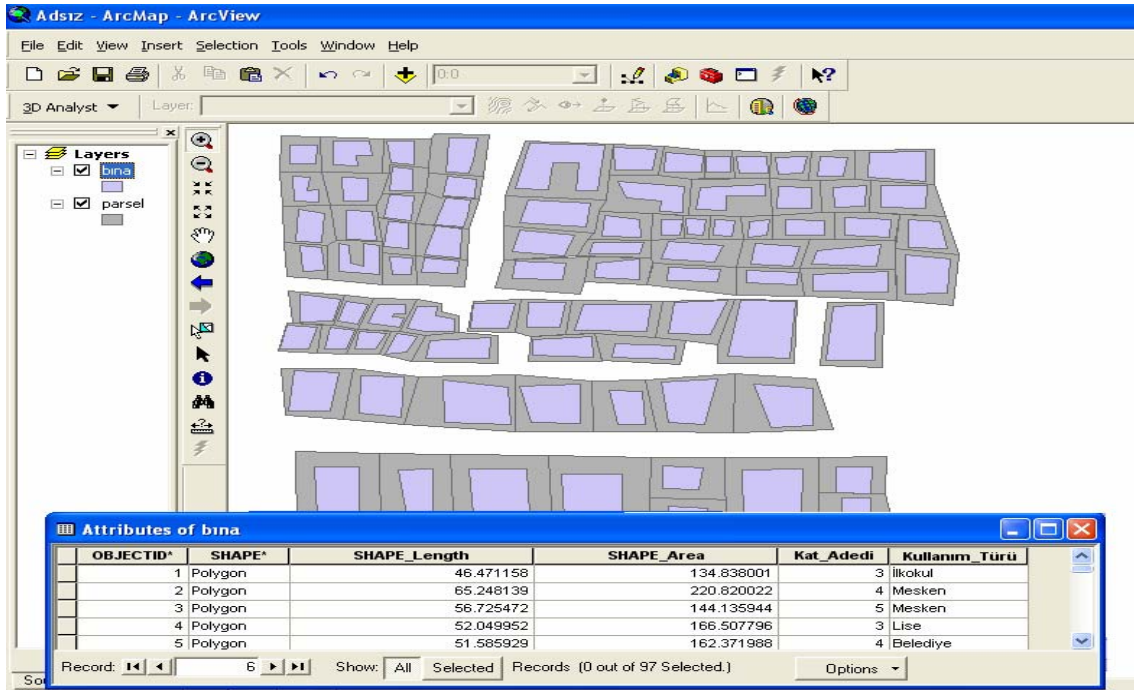 Adsız - ArcMap - ArcView
File Edit View Insert Selection Tools Window Help
0:0
3D Analyst Layer:
Layers
bına
parsel
Attributes of bına
OBJECTID* SHAPE* SHAPE_Length SHAPE_Area Kat_Adedi Kullanım_Türü
1 Polygon 46.471158 134.838001 3 İlkokul
2 Polygon 65.248139 220.820022 4 Mesken
3 Polygon 56.725472 144.135944 5 Mesken
4 Polygon 52.049952 166.507796 3 Lise
5 Polygon 51.585929 162.371988 4 Belediye
Record: 6 Show: All Selected Records (0 out of 97 Selected.) Options